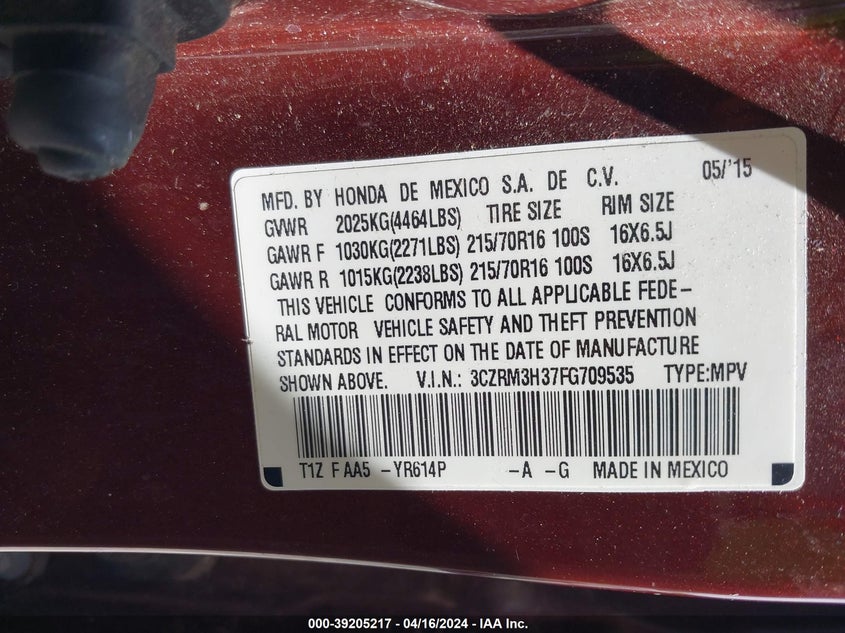 MFD. BY HONDA DE MEXICO S.A. DE C.V. 05/'15
GVWR 2025KG(4464LBS) TIRE SIZE RIM SIZE
GAWR F 1030KG(2271LBS) 215/70R16 100S 16X6.5J
GAWR R 1015KG(2238LBS) 215/70R16 100S 16X6.5J
THIS VEHICLE CONFORMS TO ALL APPLICABLE FEDE-
RAL MOTOR VEHICLE SAFETY AND THEFT PREVENTION
STANDARDS IN EFFECT ON THE DATE OF MANUFACTURE
SHOWN ABOVE. V.I.N.: 3CZRM3H37FG709535 TYPE:MPV
T1Z F AA5 -YR614P -A -G MADE IN MEXICO
000-39205217 - 04/16/2024 - IAA Inc.